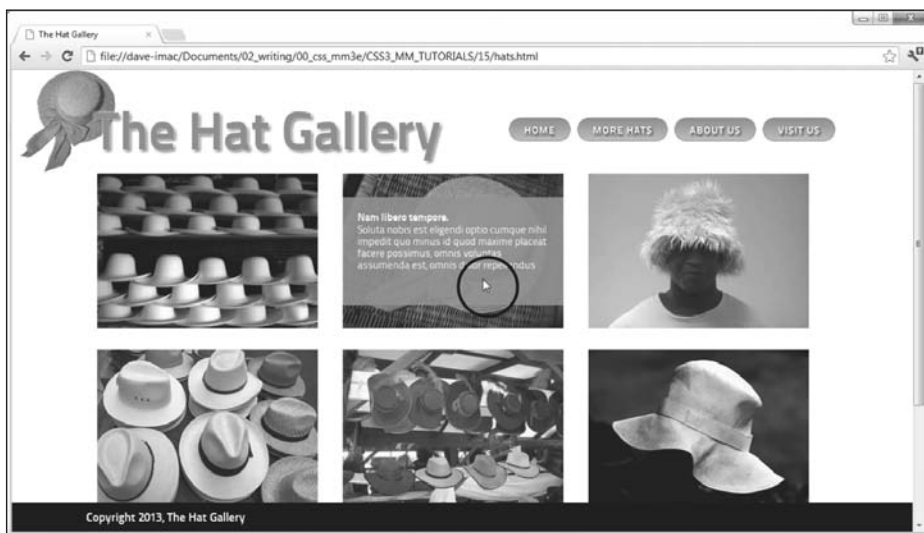 The Hat Gallery
file://dave-imac/Documents/02_writing/00_css_mm3e/CSS3_MM_TUTORIALS/15/hats.html
The Hat Gallery
HOME MORE HATS ABOUT US VISIT US
Nam libero tempore.
Soluta nobis est eligendi optio cumque nihil
impedit quo minus id quod maxime placeat
facere possimus, omnis voluptas
assumenda est, omnis dolor repellendus
Copyright 2013, The Hat Gallery